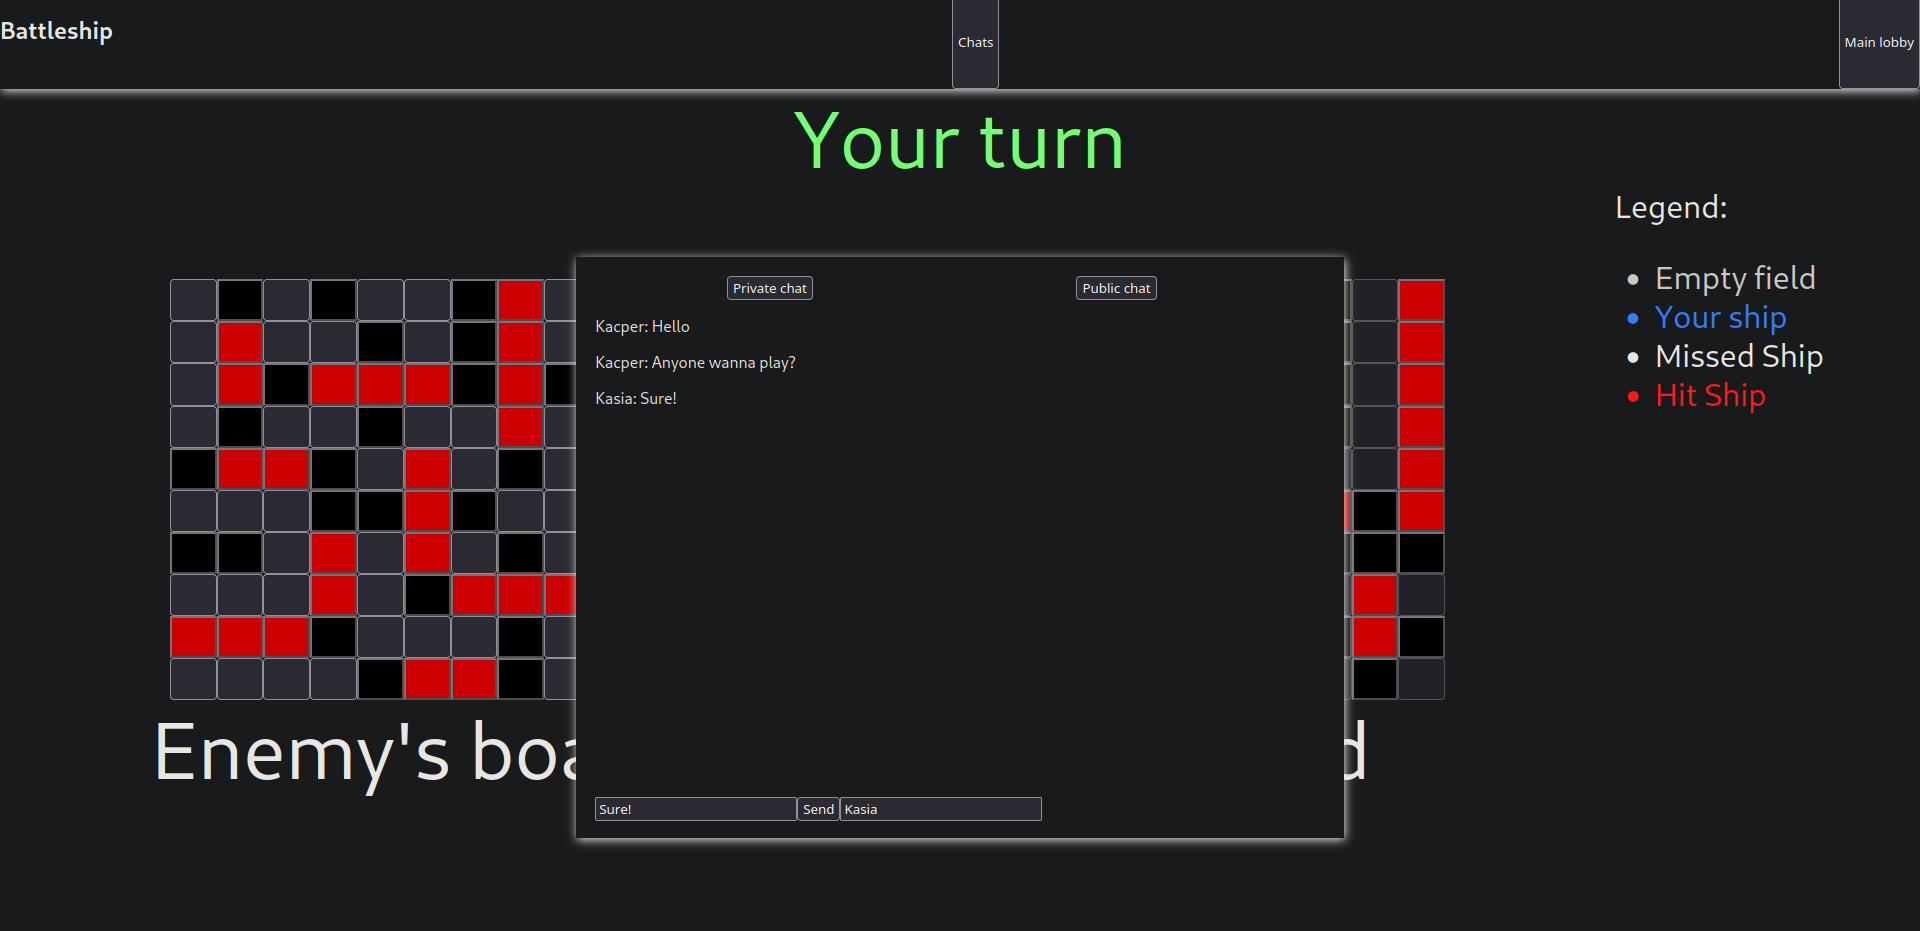 Battleship
Chats
Main lobby
Your turn
Legend:
Empty field
Your ship
Missed Ship
Hit Ship
Private chat
Public chat
Kacper: Hello
Kacper: Anyone wanna play?
Kasia: Sure!
Enemy's
Sure!
Send
Kasia